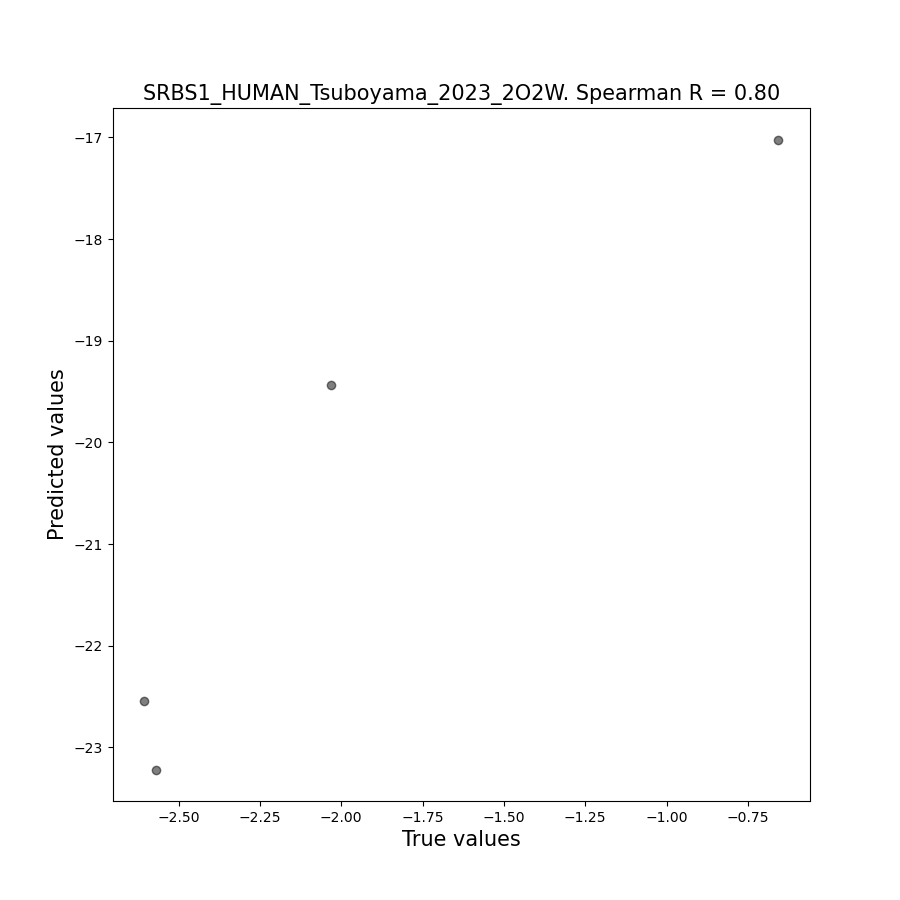 SRBS1_HUMAN_Tsuboyama_2023_2O2W. Spearman R = 0.80
−17
−18
−19
−20
−21
−22
−23
Predicted values
−2.50 −2.25 −2.00 −1.75 −1.50 −1.25 −1.00 −0.75
True values